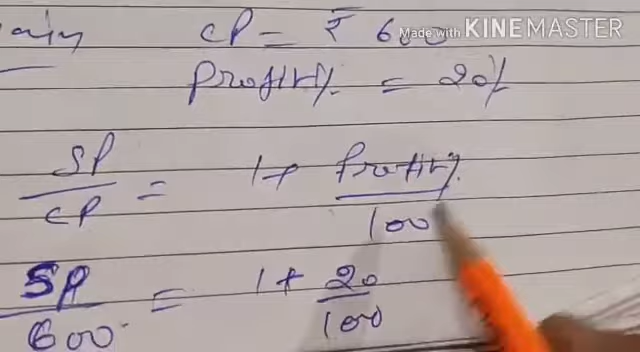 CP = ₹ 600
Made with KINEMASTER
Profit% = 20%
SP/CP = 1 + Profit%/100
SP/600 = 1 + 20/100